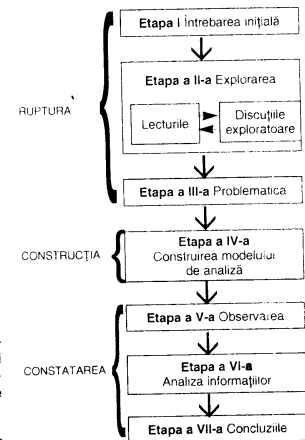 Etapa I Întrebarea inițială
Etapa a II-a Explorarea
RUPTURA
Lecturile
Discuțiile
exploratoare
Etapa a III-a Problematica
Etapa a IV-a
CONSTRUCȚIA
Construirea modelului
de analiză
Etapa a V-a Observarea
Etapa a VI-a
CONSTATAREA
Analiza informațiilor
Etapa a VII-a Concluziile